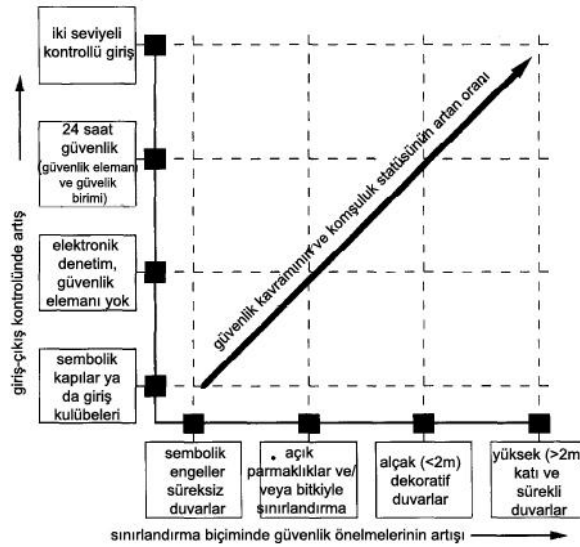 iki seviyeli
kontrollü giriş
24 saat
güvenlik
(güvenlik elemanı
ve güvelik
birimi)
elektronik
denetim,
güvenlik
elemanı yok
sembolik
kapılar ya
da giriş
kulübeleri
giriş-çıkış kontrolünde artış
güvenlik kavramının ve komşuluk statüsünün artan oranı
sembolik
engeller
süreksiz
duvarlar
açık
parmaklıklar ve/
veya bitkiyle
sınırlandırma
alçak (<2m)
dekoratif
duvarlar
yüksek (>2m)
katı ve
sürekli
duvarlar
sınırlandırma biçiminde güvenlik önelmelerinin artışı